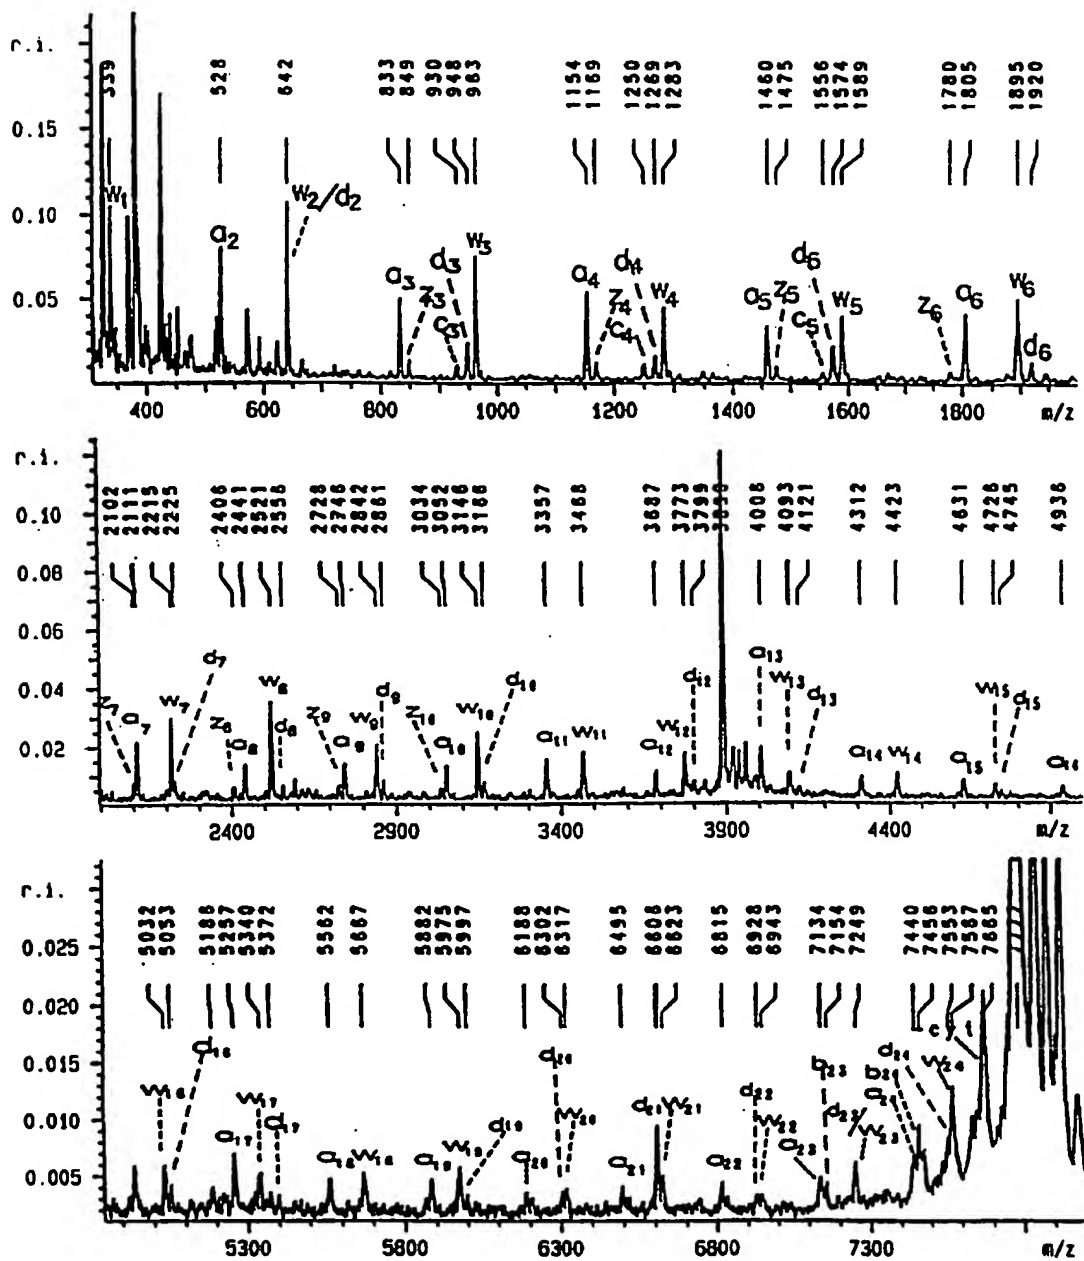 r.i.
339 528 642 833 849 930 948 963 1154 1169 1250 1269 1283 1460 1475 1556 1574 1589 1780 1805 1895 1920
0.20
0.15
0.10
0.05
w1 a2 w2/d2 a3 z3 c3 d3 w3 a4 z4 c4 d4 w4 a5 z5 c5 d6 w5 z6 a6 w6 d6
400 600 800 1000 1200 1400 1600 1800 m/z
r.i.
2102 2111 2215 2225 2406 2441 2521 2556 2728 2746 2842 2861 3034 3052 3146 3166 3357 3468 3687 3773 3799 4008 4093 4121 4312 4423 4631 4726 4745 4936
0.10
0.08
0.06
0.04
0.02
z7 a7 w7 d7 z8 a8 w8 d8 z9 a9 w9 d9 z10 a10 w10 d10 a11 w11 a12 w12 d12 a13 w13 d13 a14 w14 a15 w15 d15 a16
2400 2900 3400 3900 4400 m/z
r.i.
5032 5053 5186 5257 5340 5372 5562 5667 5882 5975 5997 6188 6302 6317 6495 6608 6623 6815 6928 6943 7134 7154 7249 7440 7456 7553 7587 7665
0.025
0.020
0.015
0.010
0.005
w16 d16 a17 w17 d17 a18 w18 a19 w19 d19 a20 d20 w20 a21 d21 w21 a22 d22 w22 a23 b23 d23 w23 a24 b24 d24 w24 cyt
5300 5800 6300 6800 7300 m/z